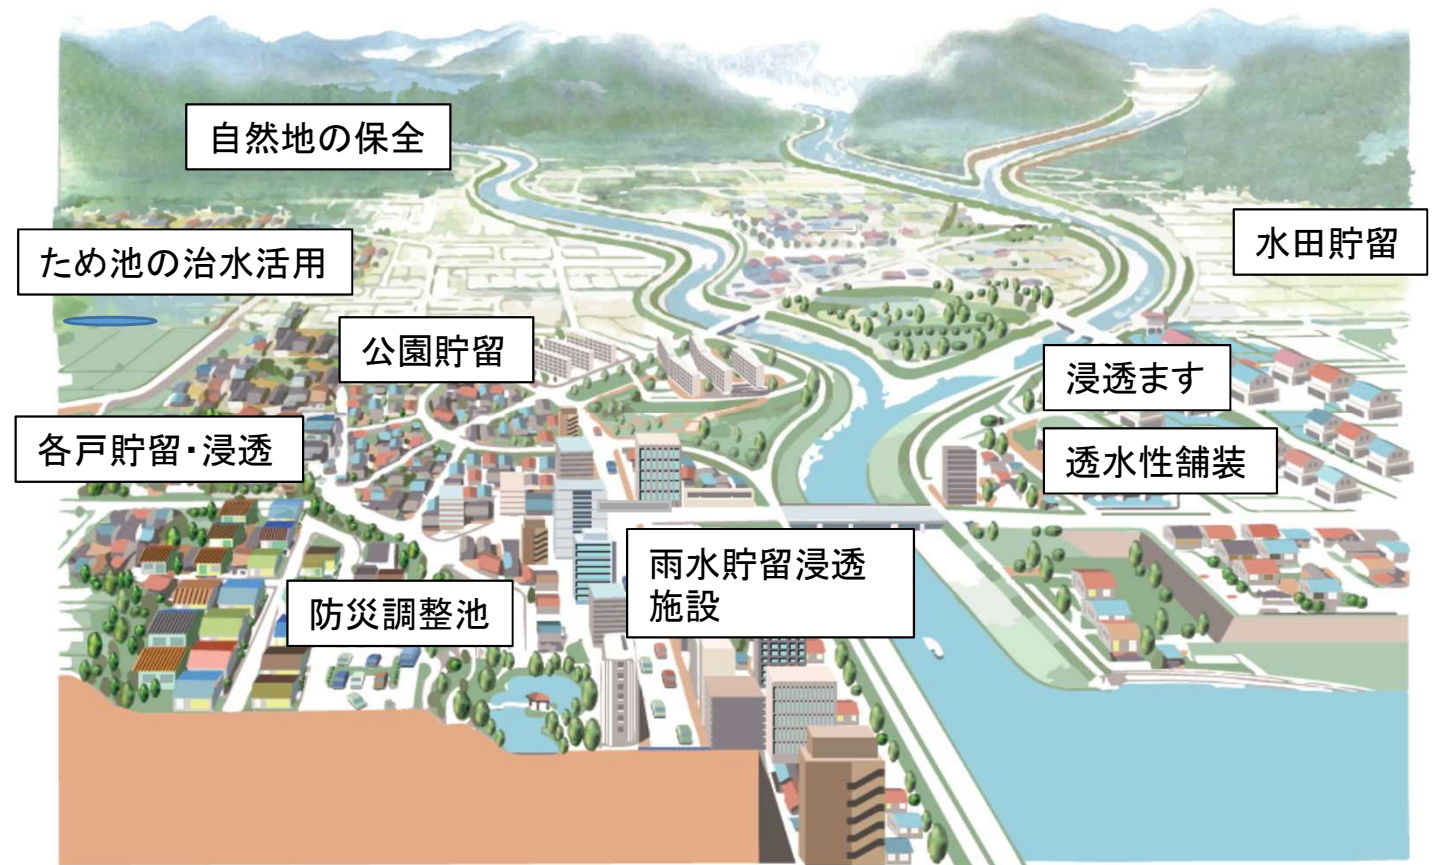 自然地の保全
水田貯留
ため池の治水活用
公園貯留
浸透ます
各戸貯留・浸透
透水性舗装
雨水貯留浸透
施設
防災調整池